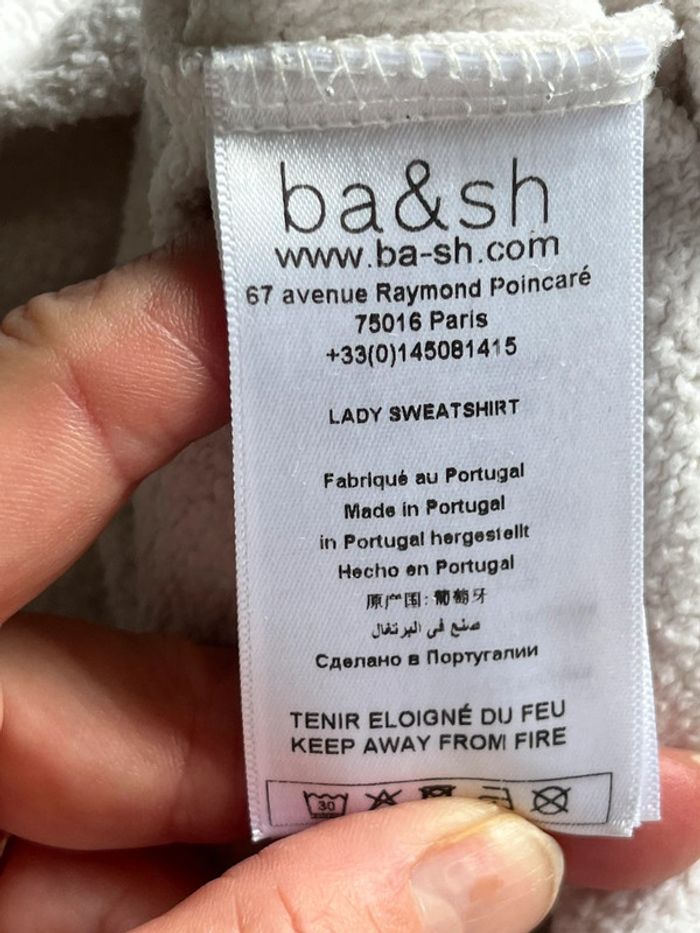 ba&sh
www.ba-sh.com
67 avenue Raymond Poincaré
75016 Paris
+33(0)145081415
LADY SWEATSHIRT
Fabriqué au Portugal
Made in Portugal
in Portugal hergestellt
Hecho en Portugal
原产国: 葡萄牙
صنع في البرتغال
Сделано в Португалии
TENIR ELOIGNÉ DU FEU
KEEP AWAY FROM FIRE
30